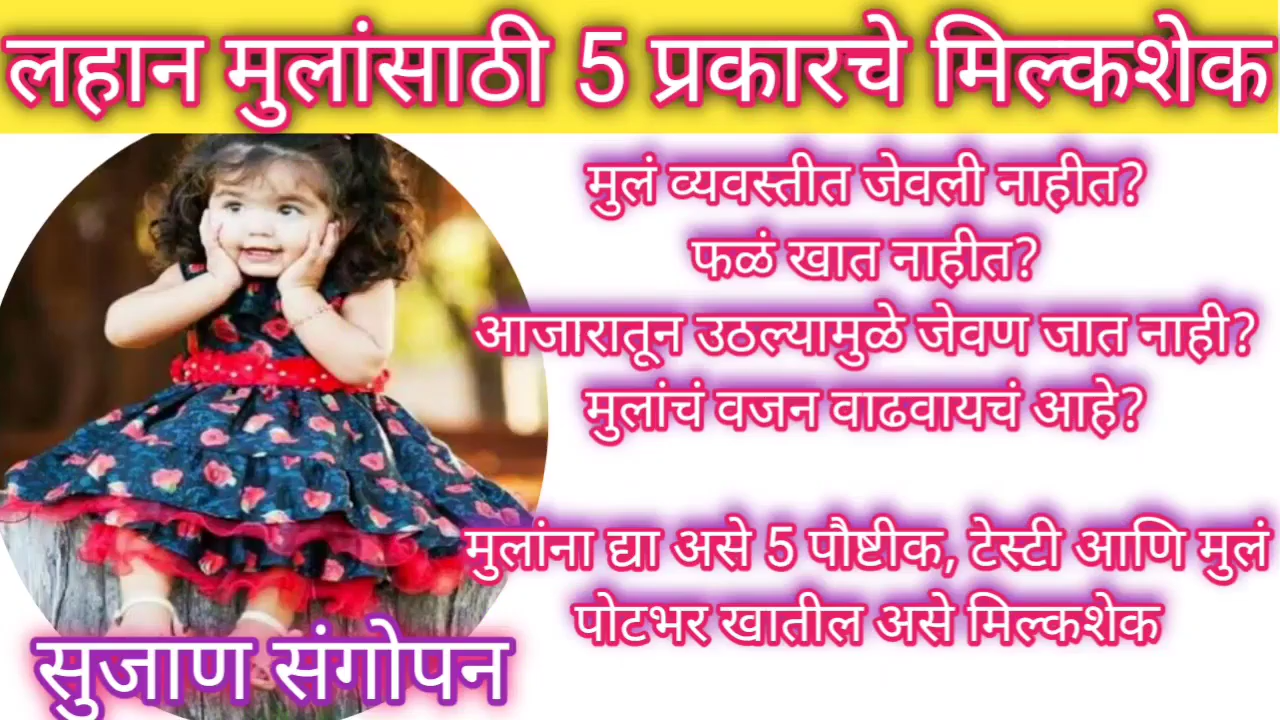 लहान मुलांसाठी 5 प्रकारचे मिल्कशेक
मुलं व्यवस्तीत जेवली नाहीत?
फळं खात नाहीत?
आजारातून उठल्यामुळे जेवण जात नाही?
मुलांचं वजन वाढवायचं आहे?
मुलांना द्या असे 5 पौष्टीक, टेस्टी आणि मुलं
पोटभर खातील असे मिल्कशेक
सुजाण संगोपन